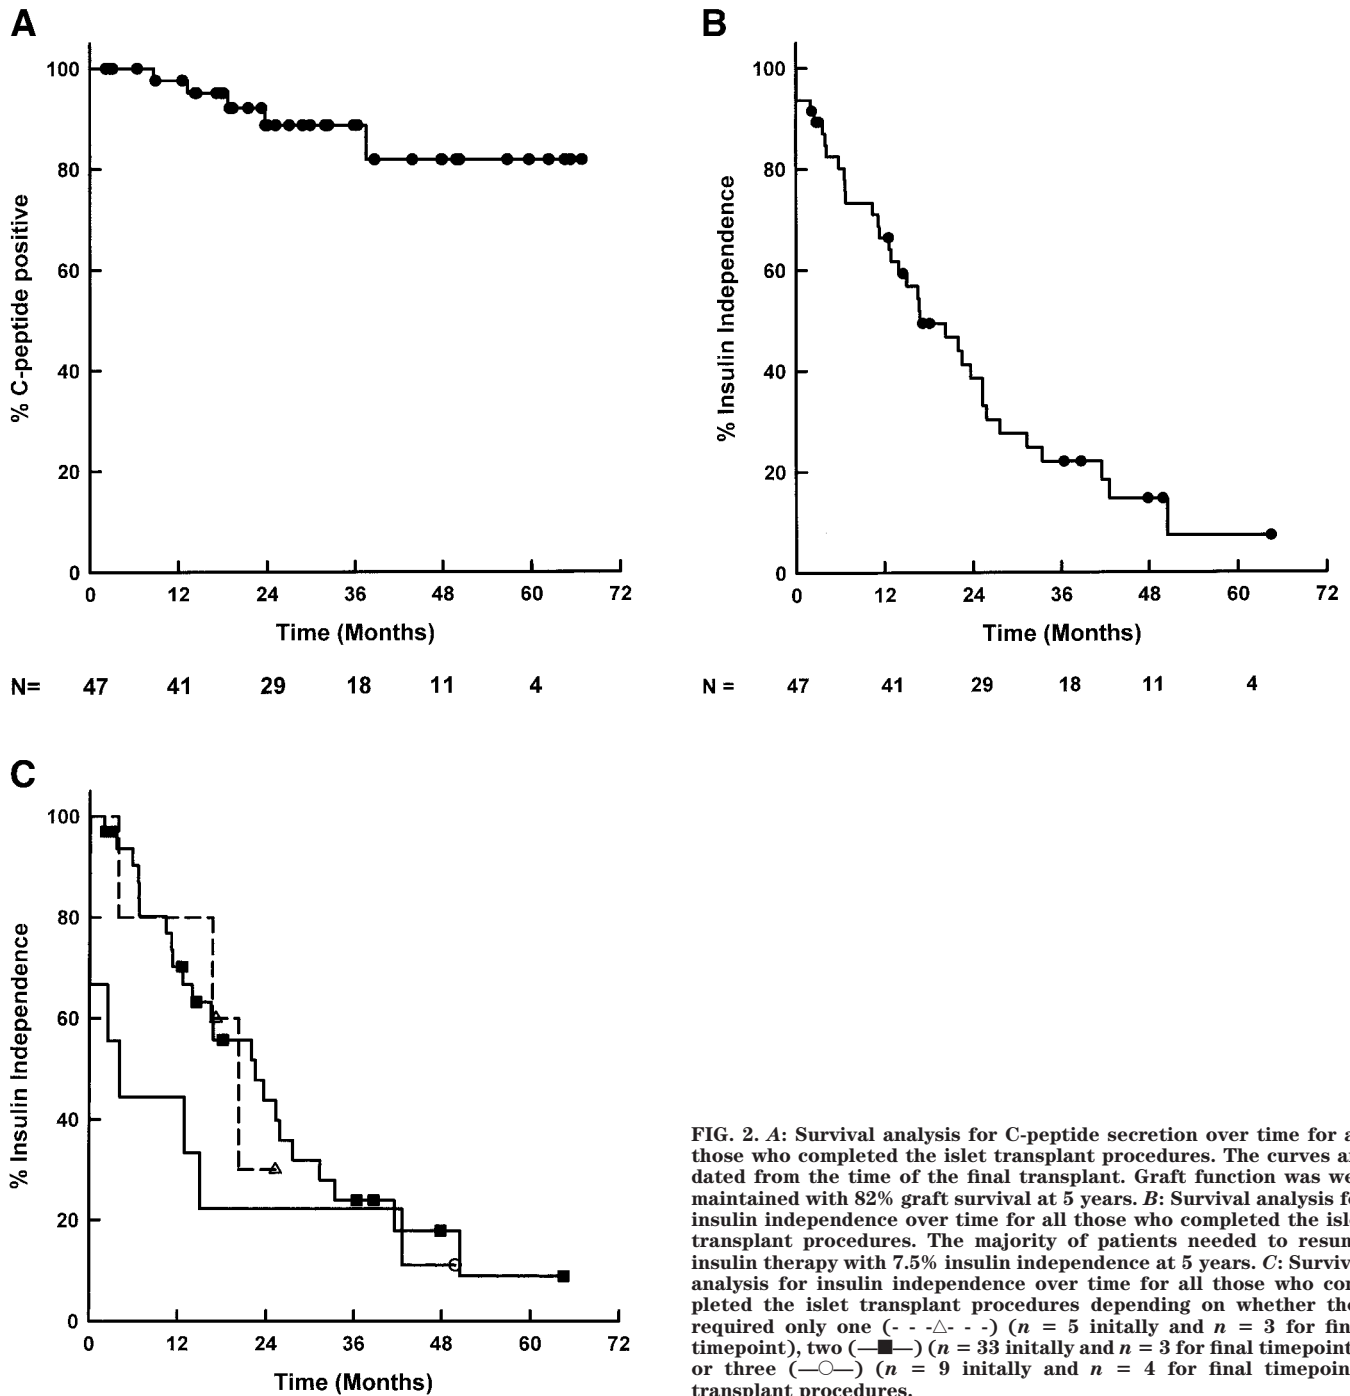 A
% C-peptide positive
100
80
60
40
20
0
0 12 24 36 48 60 72
Time (Months)
N= 47 41 29 18 11 4
B
% Insulin Independence
100
80
60
40
20
0
0 12 24 36 48 60 72
Time (Months)
N = 47 41 29 18 11 4
C
% Insulin Independence
100
80
60
40
20
0
0 12 24 36 48 60 72
Time (Months)
FIG. 2. A: Survival analysis for C-peptide secretion over time for
those who completed the islet transplant procedures. The curves
dated from the time of the final transplant. Graft function was
maintained with 82% graft survival at 5 years. B: Survival analysis
insulin independence over time for all those who completed the
transplant procedures. The majority of patients needed to
insulin therapy with 7.5% insulin independence at 5 years. C:
analysis for insulin independence over time for all those who
pleted the islet transplant procedures depending on whether
required only one (- - -△- - -) (n = 5 initally and n = 3 for
timepoint), two (—■—) (n = 33 initally and n = 3 for final timepoint
or three (—○—) (n = 9 initally and n = 4 for final
transplant procedures.